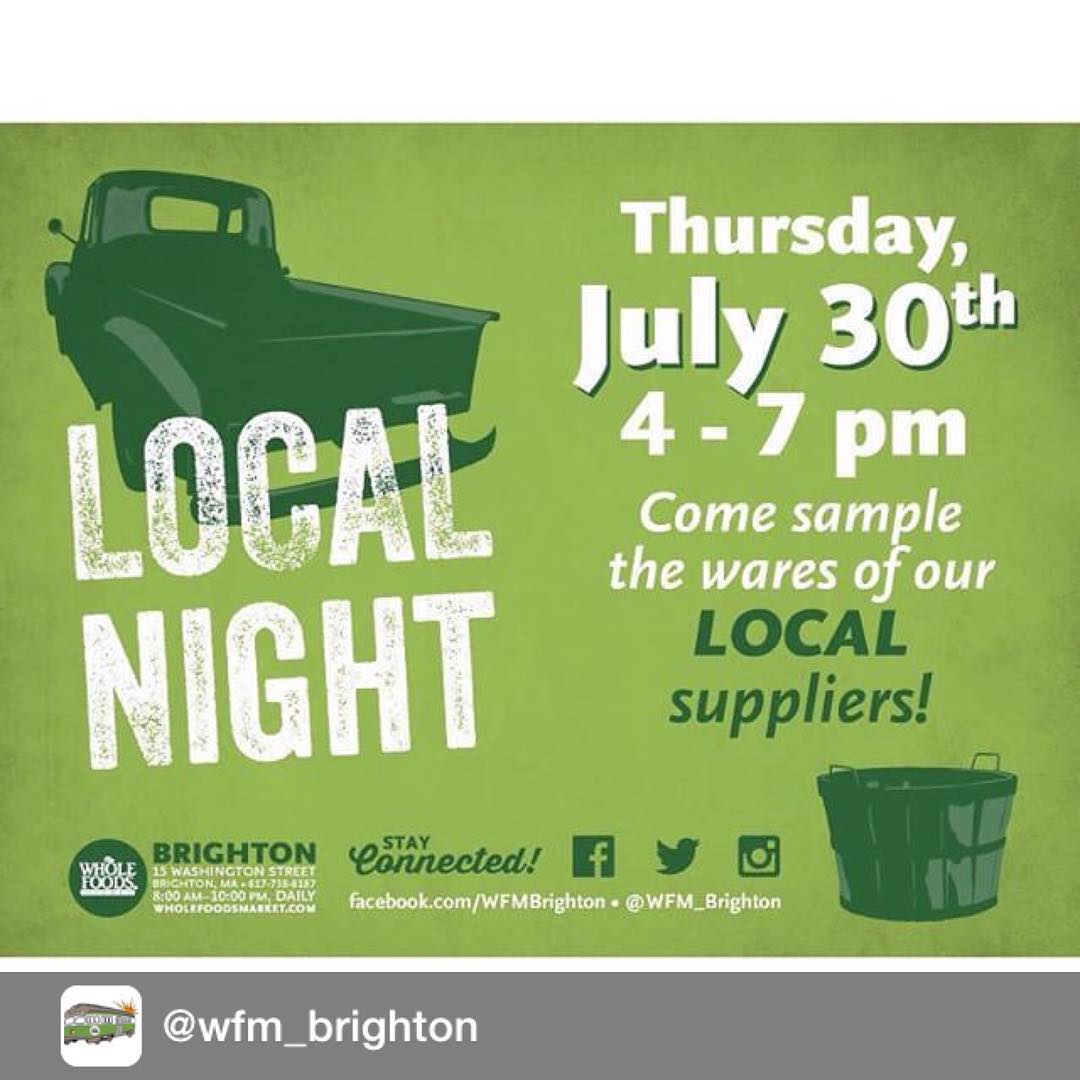 LOCAL
NIGHT
Thursday,
July 30th
4 - 7 pm
Come sample
the wares of our
LOCAL
suppliers!
WHOLE
FOODS
MARKET
BRIGHTON
15 WASHINGTON STREET
BRIGHTON, MA • 617-738-8187
8:00 AM–10:00 PM, DAILY
WHOLEFOODSMARKET.COM
STAY
Connected!
facebook.com/WFMBrighton • @WFM_Brighton
@wfm_brighton